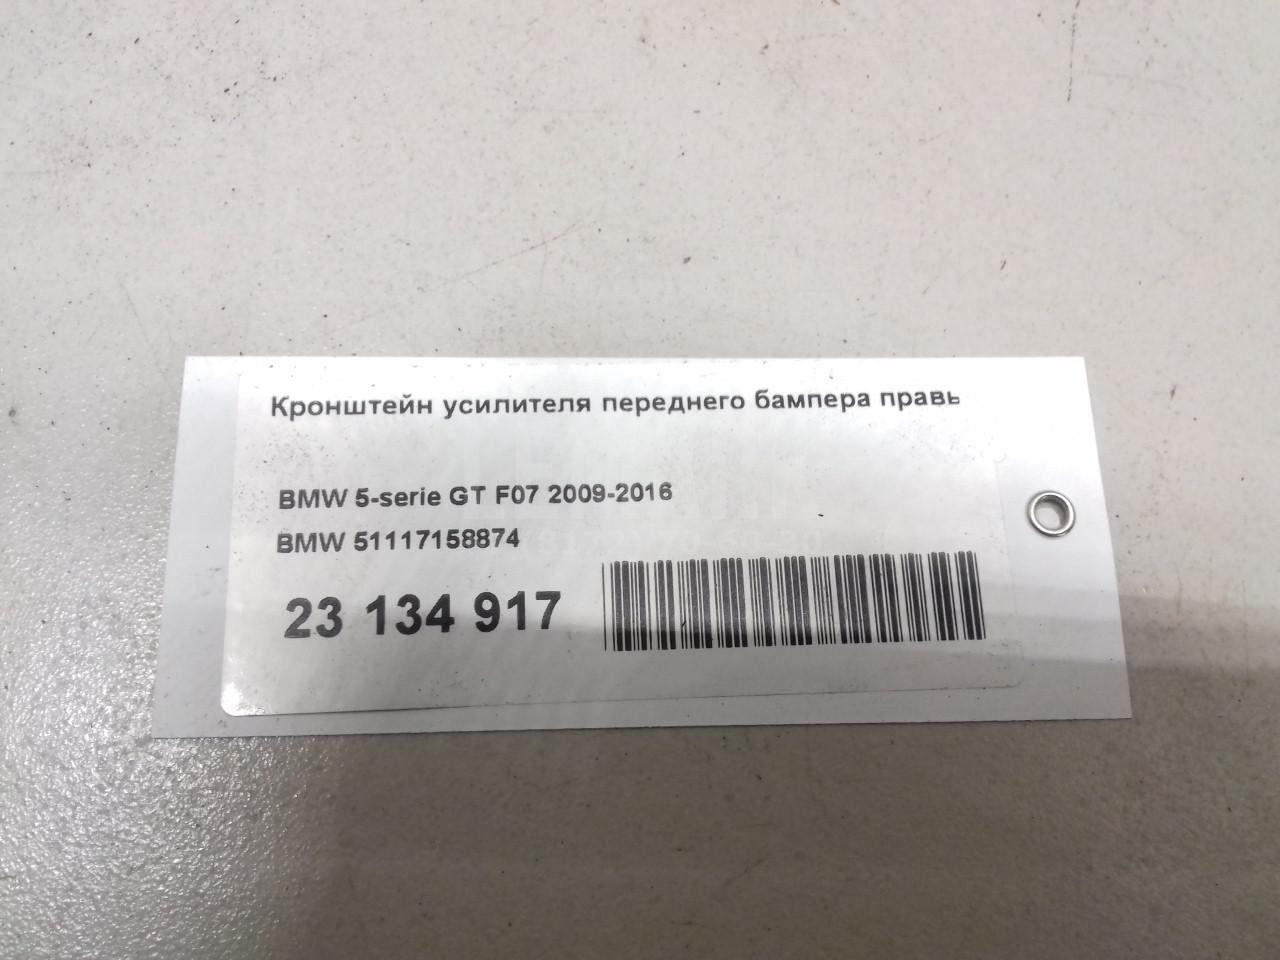 Кронштейн усилителя переднего бампера правь
BMW 5-serie GT F07 2009-2016
BMW 51117158874
23 134 917